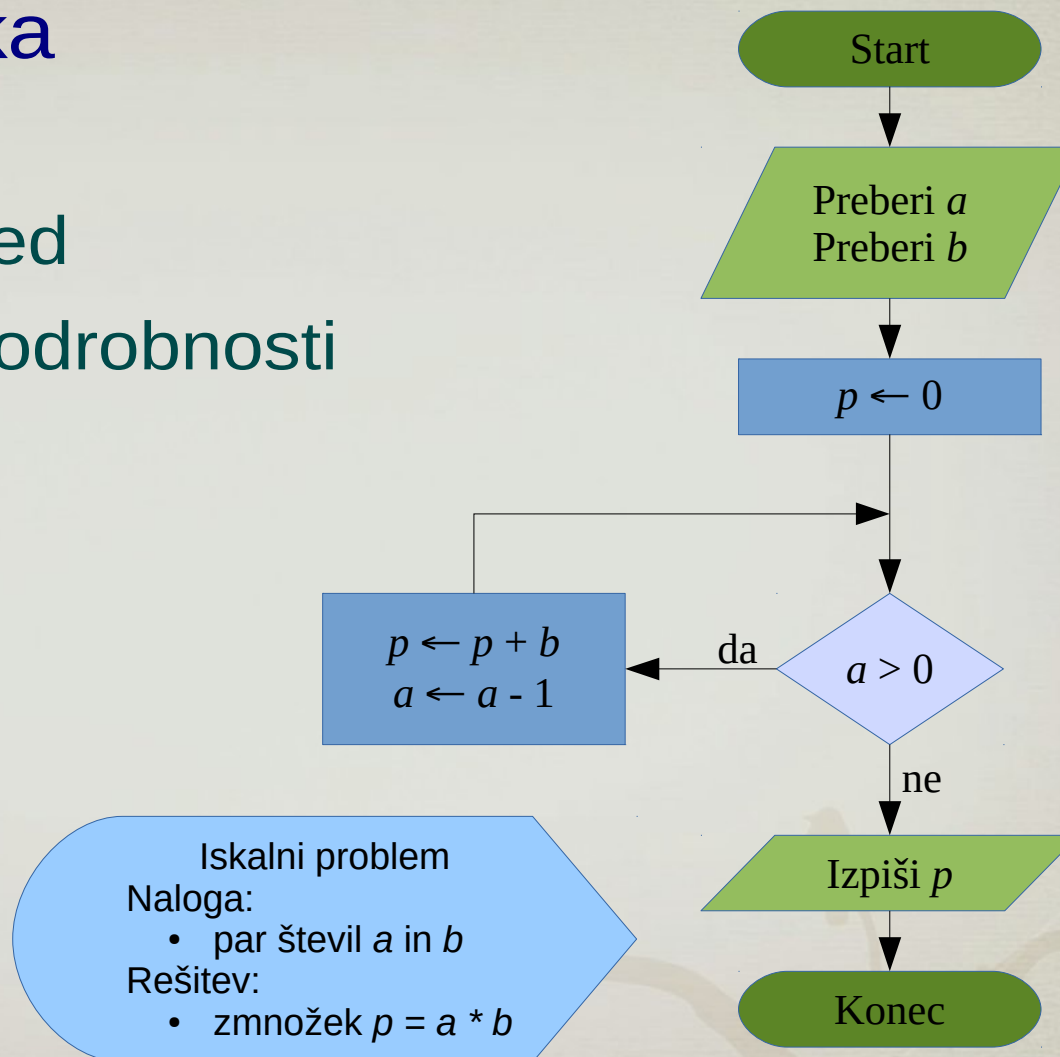 ka
ed
odrobnosti
Start
Preberi a
Preberi b
p ← 0
a > 0
da
p ← p + b
a ← a - 1
ne
Izpiši p
Konec
Iskalni problem
Naloga:
• par števil a in b
Rešitev:
• zmnožek p = a * b